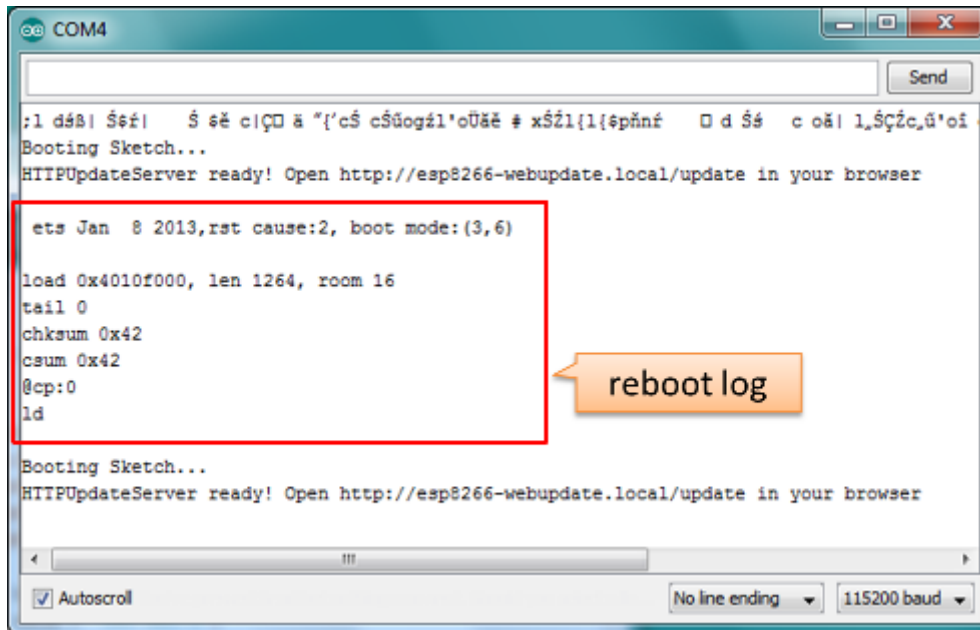 COM4
Send
Booting Sketch...
HTTPUpdateServer ready! Open http://esp8266-webupdate.local/update in your browser
ets Jan  8 2013,rst cause:2, boot mode:(3,6)
load 0x4010f000, len 1264, room 16
tail 0
chksum 0x42
csum 0x42
@cp:0
ld
reboot log
Booting Sketch...
HTTPUpdateServer ready! Open http://esp8266-webupdate.local/update in your browser
Autoscroll
No line ending
115200 baud